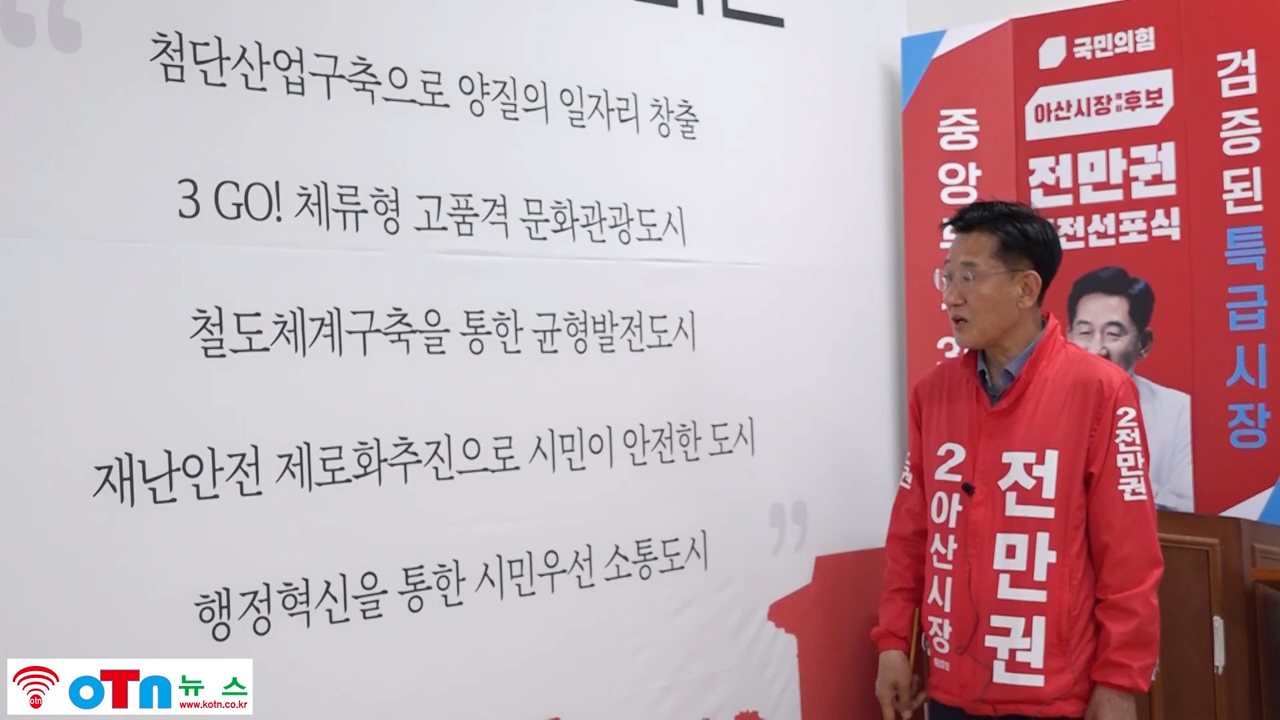 첨단산업구축으로 양질의 일자리 창출
3 GO! 체류형 고품격 문화관광도시
철도체계구축을 통한 균형발전도시
재난안전 제로화추진으로 시민이 안전한 도시
행정혁신을 통한 시민우선 소통도시
국민의힘
아산시장예비후보
전만권
전선포식
중앙
검증된특급시장
2전만권
2아산시장
전만권
otn
oTn뉴스
www.kotn.co.kr